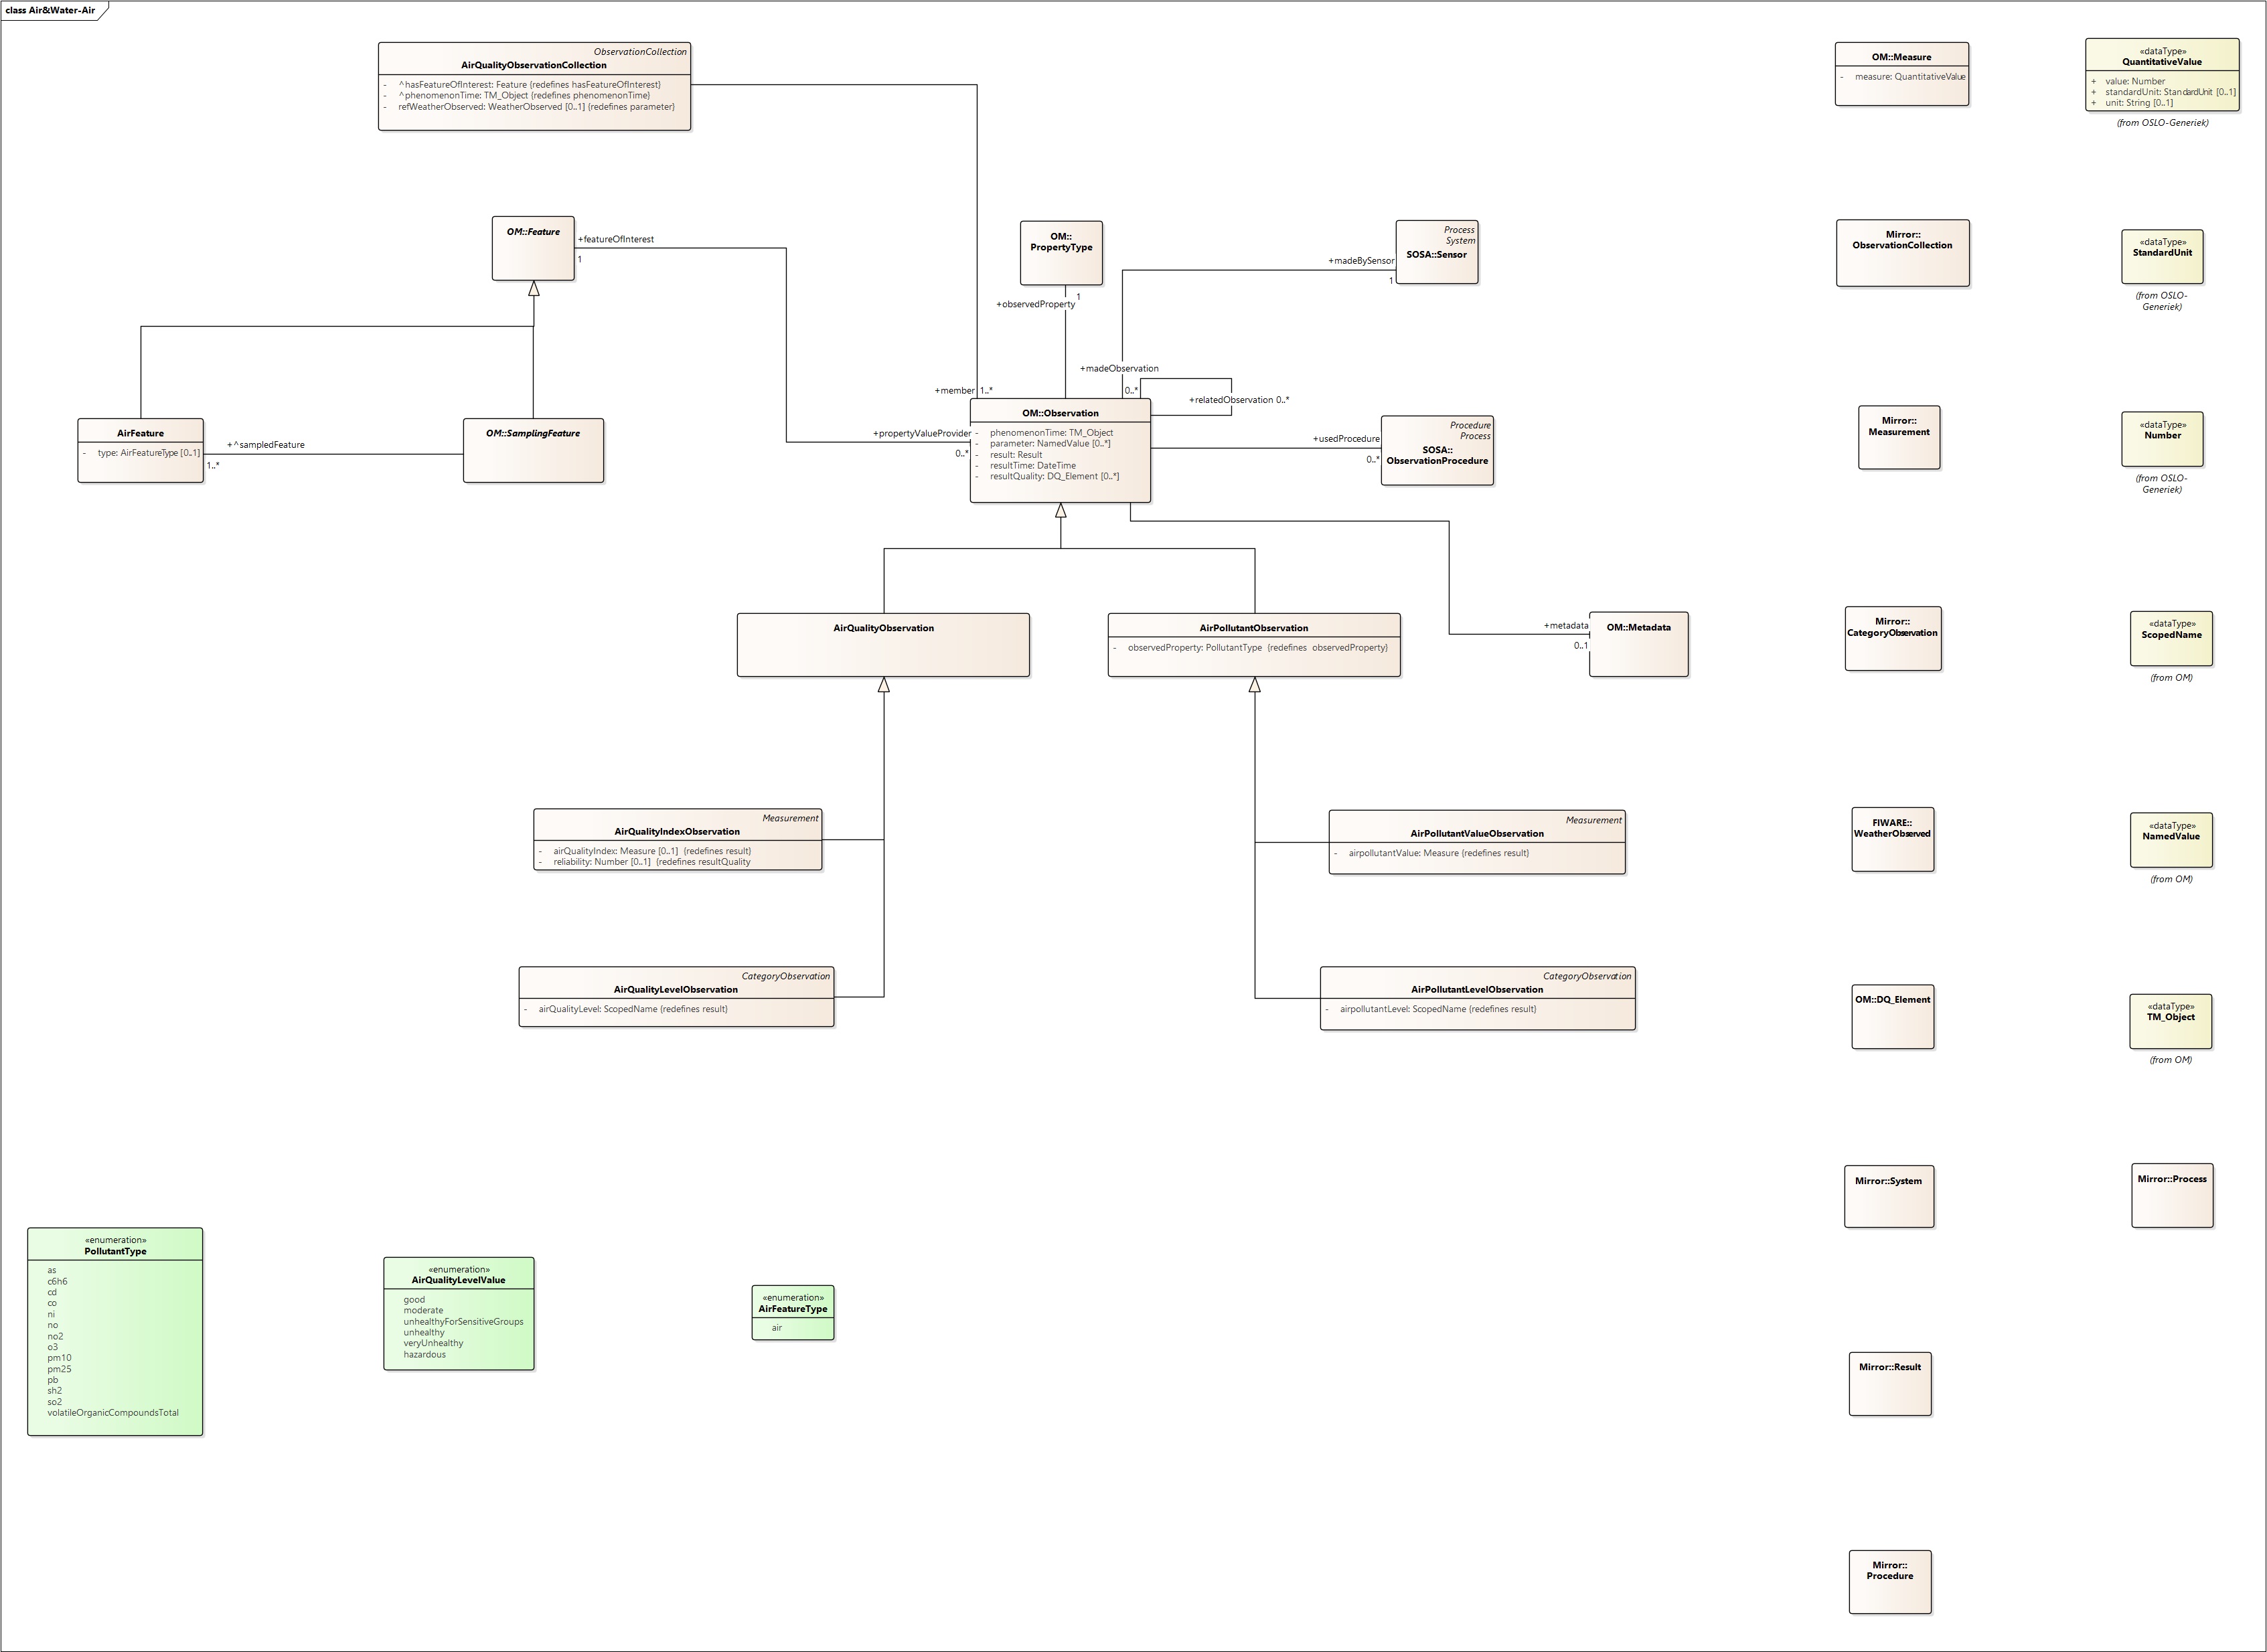 class Air&Water-Air
ObservationCollection
AirQualityObservationCollection
- ^hasFeatureOfInterest: Feature {redefines hasFeatureOfInterest}
- ^phenomenonTime: TM_Object {redefines phenomenonTime}
- refWeatherObserved: WeatherObserved [0..1] {redefines parameter}
OM::Measure
- measure: QuantitativeValue
«dataType»
QuantitativeValue
+ value: Number
+ standardUnit: StandardUnit [0..1]
+ unit: String [0..1]
(from OSLO-Generiek)
OM::Feature
+featureOfInterest
1
OM::
PropertyType
1
+observedProperty
Process
System
SOSA::Sensor
+madeBySensor
1
+madeObservation
0..*
Mirror::
ObservationCollection
«dataType»
StandardUnit
(from OSLO-
Generiek)
+member 1..*
+relatedObservation 0..*
AirFeature
- type: AirFeatureType [0..1]
+^sampledFeature
1..*
OM::SamplingFeature
+propertyValueProvider
0..*
OM::Observation
- phenomenonTime: TM_Object
- parameter: NamedValue [0..*]
- result: Result
- resultTime: DateTime
- resultQuality: DQ_Element [0..*]
+usedProcedure
0..*
Procedure
Process
SOSA::
ObservationProcedure
Mirror::
Measurement
«dataType»
Number
(from OSLO-
Generiek)
AirQualityObservation
AirPollutantObservation
- observedProperty: PollutantType {redefines observedProperty}
+metadata
0..1
OM::Metadata
Mirror::
CategoryObservation
«dataType»
ScopedName
(from OM)
Measurement
AirQualityIndexObservation
- airQualityIndex: Measure [0..1] {redefines result}
- reliability: Number [0..1] {redefines resultQuality
Measurement
AirPollutantValueObservation
- airpollutantValue: Measure {redefines result}
FIWARE::
WeatherObserved
«dataType»
NamedValue
(from OM)
CategoryObservation
AirQualityLevelObservation
- airQualityLevel: ScopedName {redefines result}
CategoryObservation
AirPollutantLevelObservation
- airpollutantLevel: ScopedName {redefines result}
OM::DQ_Element
«dataType»
TM_Object
(from OM)
Mirror::System
Mirror::Process
«enumeration»
PollutantType
as
c6h6
cd
co
ni
no
no2
o3
pm10
pm25
pb
sh2
so2
volatileOrganicCompoundsTotal
«enumeration»
AirQualityLevelValue
good
moderate
unhealthyForSensitiveGroups
unhealthy
veryUnhealthy
hazardous
«enumeration»
AirFeatureType
air
Mirror::Result
Mirror::
Procedure